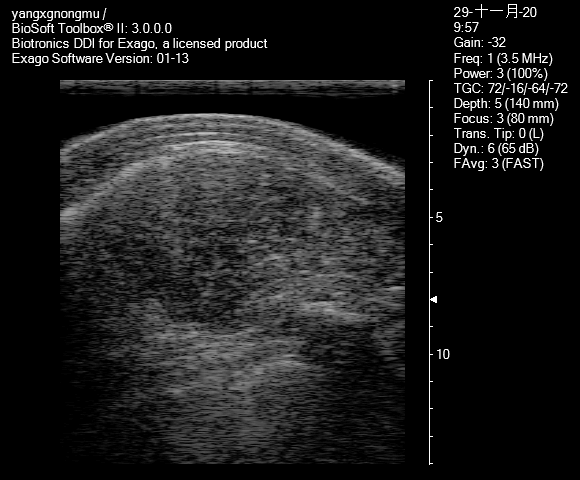 yangxgnongmu /
BioSoft Toolbox® II: 3.0.0.0
Biotronics DDI for Exago, a licensed product
Exago Software Version: 01-13
29-十一月-20
9:57
Gain: -32
Freq: 1 (3.5 MHz)
Power: 3 (100%)
TGC: 72/-16/-64/-72
Depth: 5 (140 mm)
Focus: 3 (80 mm)
Trans. Tip: 0 (L)
Dyn.: 6 (65 dB)
FAvg: 3 (FAST)
5
10